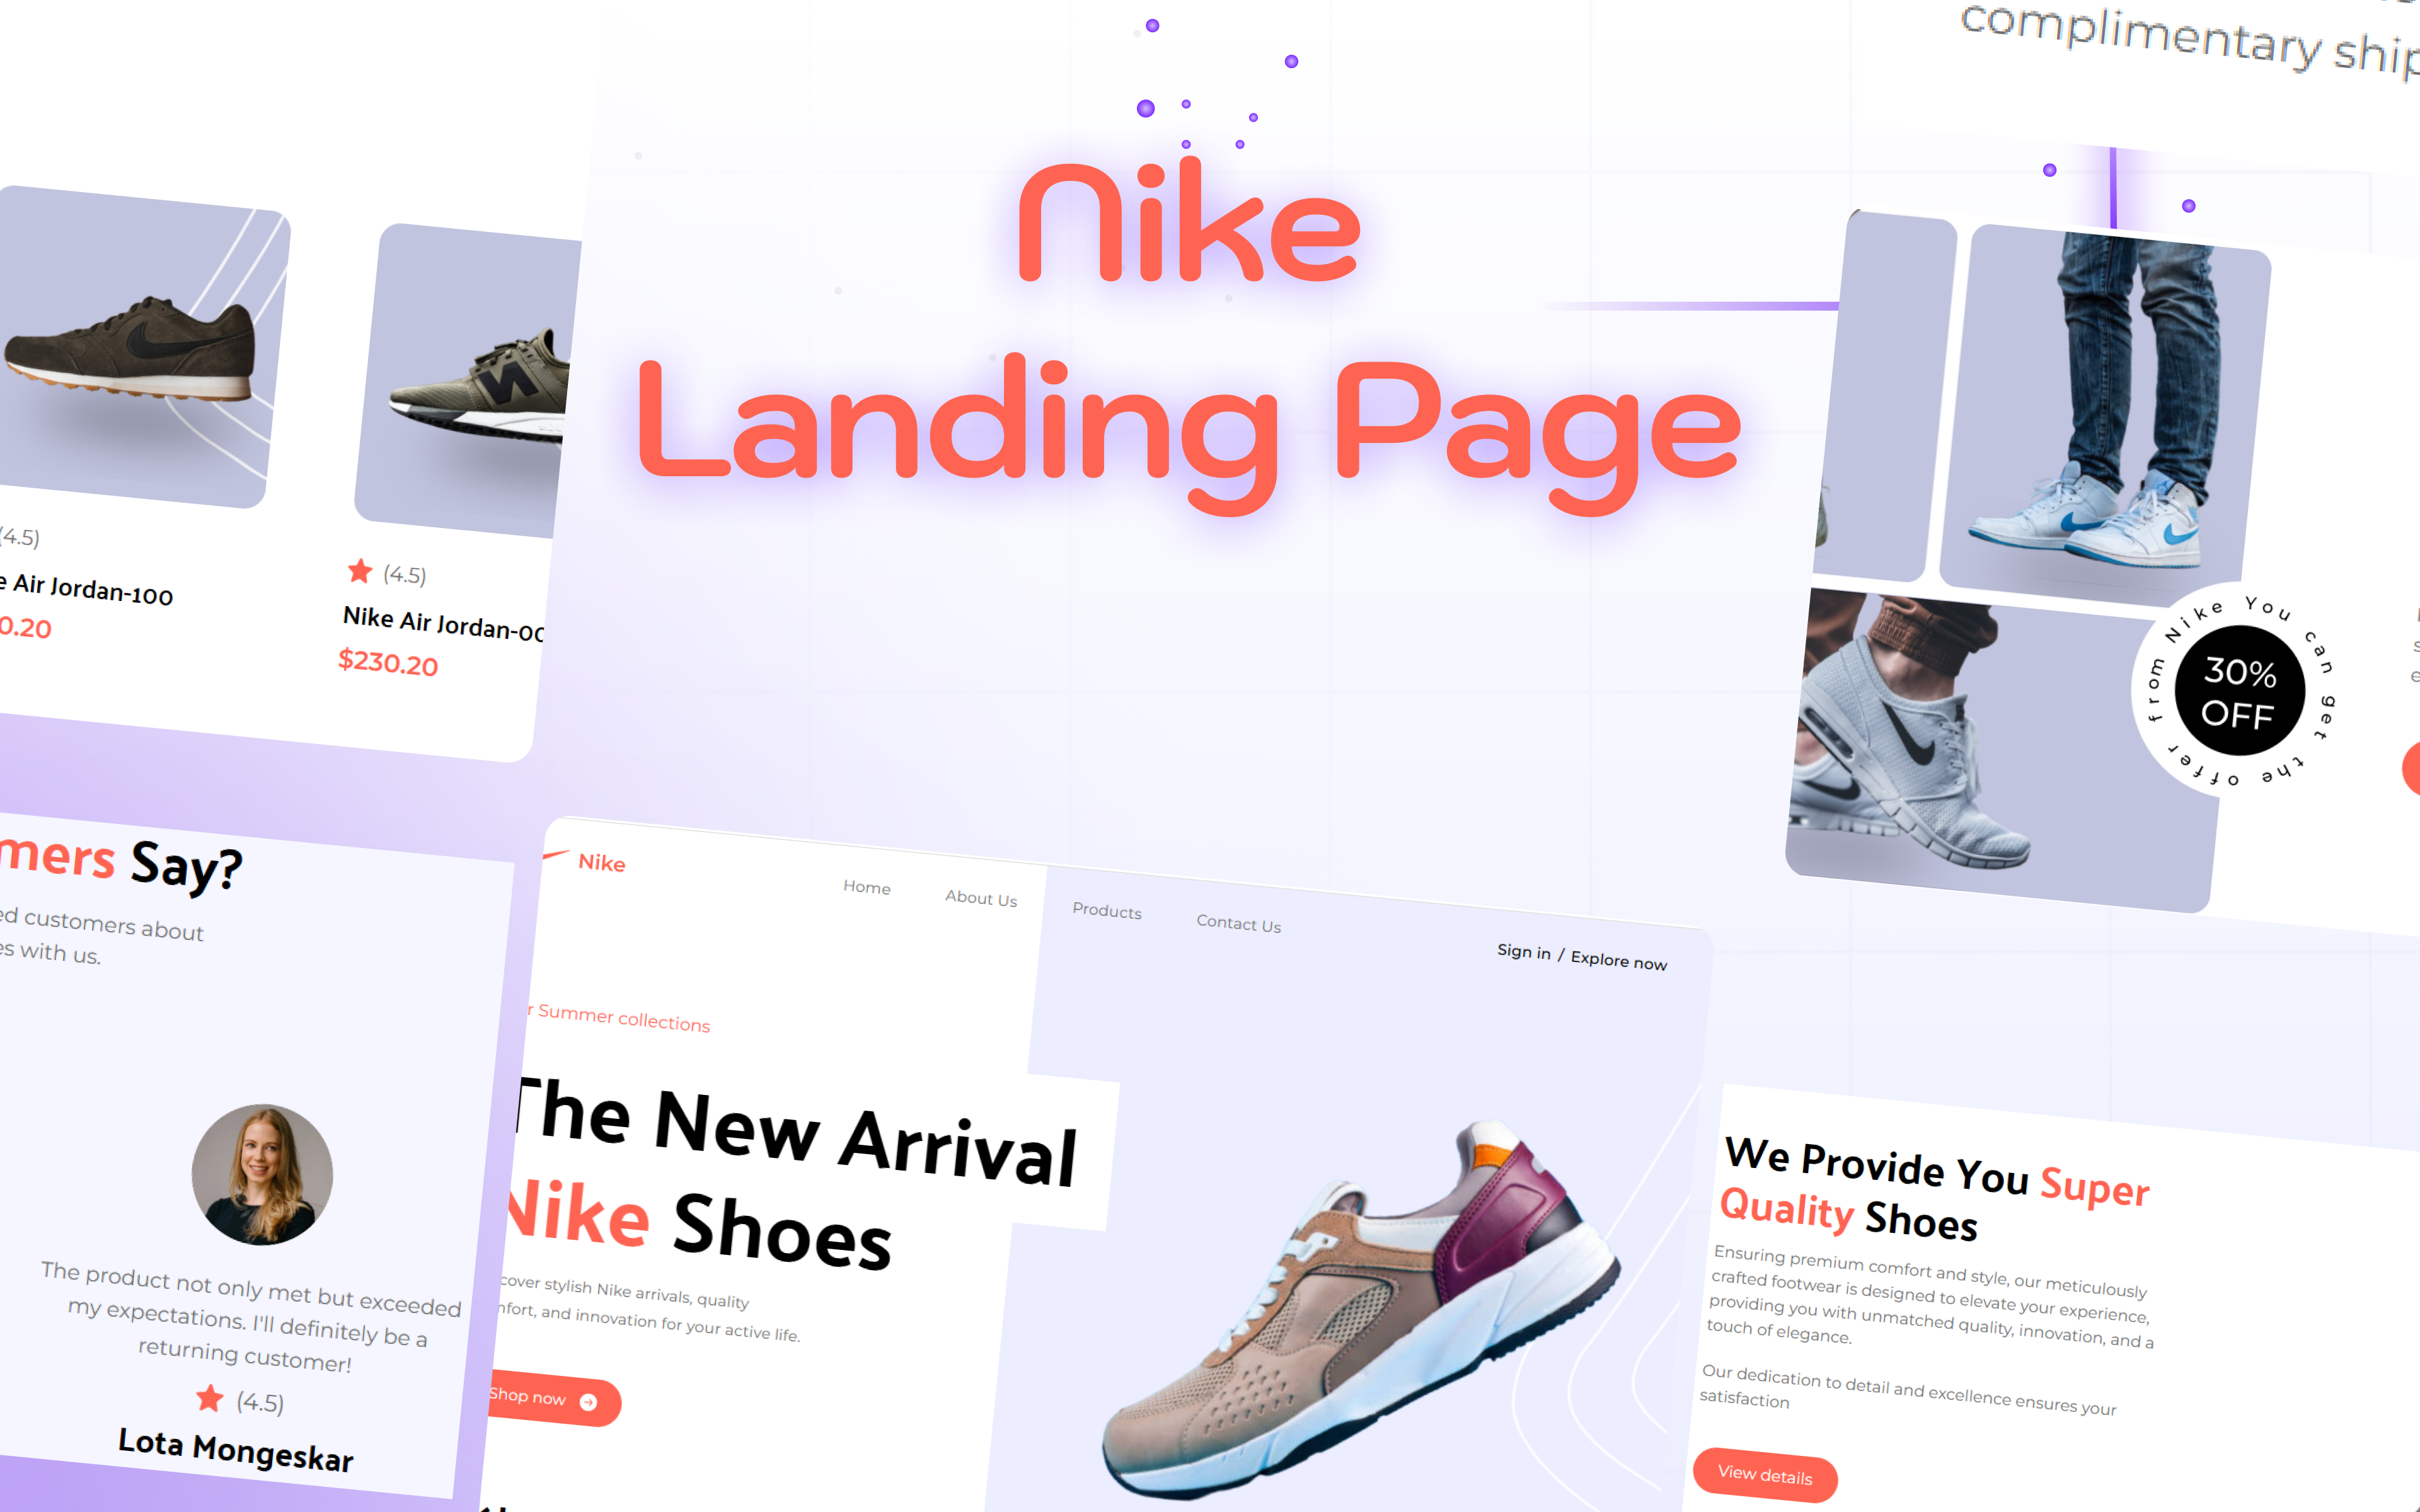 complimentary ship
Nike
Landing Page
(4.5)
e Air Jordan-100
0.20
(4.5)
Nike Air Jordan-00
$230.20
from Nike You can get the offer
30%
OFF
mers Say?
ed customers about
es with us.
The product not only met but exceeded
my expectations. I'll definitely be a
returning customer!
(4.5)
Lota Mongeskar
Nike
Home About Us Products Contact Us
Sign in / Explore now
r Summer collections
The New Arrival
Nike Shoes
cover stylish Nike arrivals, quality
nfort, and innovation for your active life.
Shop now
We Provide You Super
Quality Shoes
Ensuring premium comfort and style, our meticulously
crafted footwear is designed to elevate your experience,
providing you with unmatched quality, innovation, and a
touch of elegance.
Our dedication to detail and excellence ensures your
satisfaction
View details